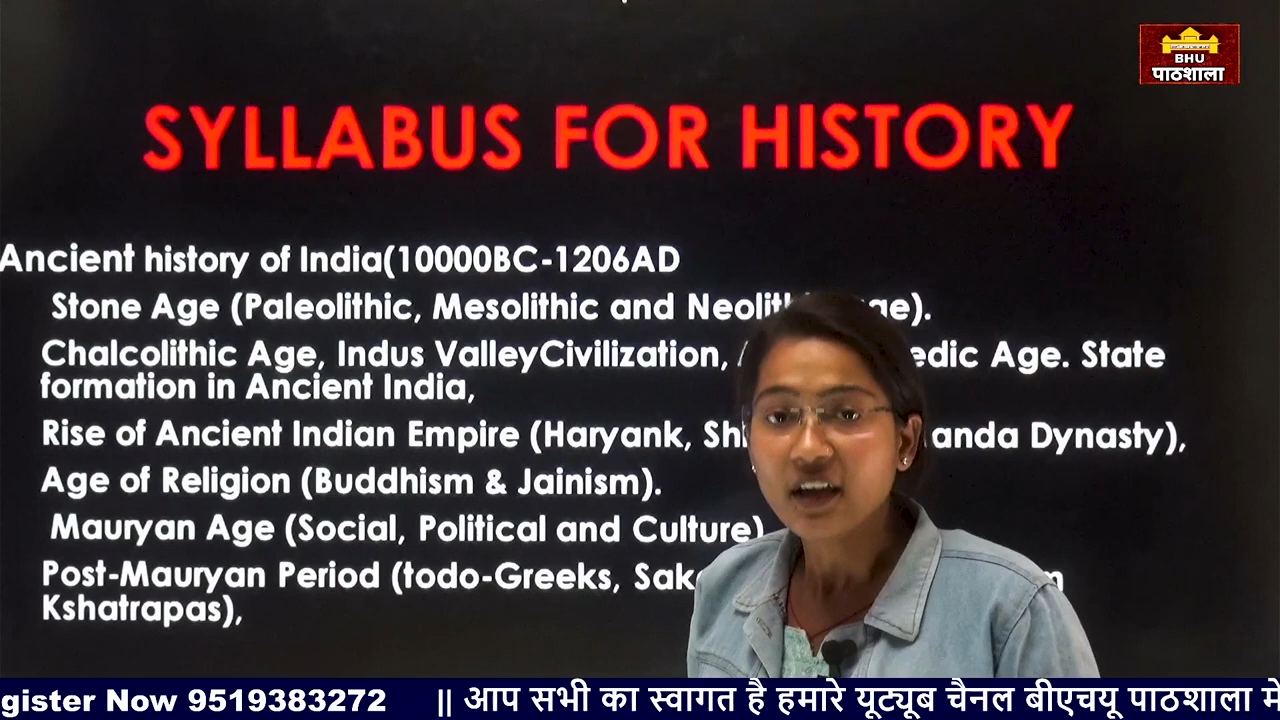 BHU
पाठशाला
SYLLABUS FOR HISTORY
Ancient history of India(10000BC-1206AD
Stone Age (Paleolithic, Mesolithic and
Chalcolithic Age, Indus ValleyCivilization, Age. State
formation in Ancient India,
Rise of Ancient Indian Empire (Haryank, Dynasty),
Age of Religion (Buddhism & Jainism).
Mauryan Age (Social, Political and Culture)
Post-Mauryan Period (todo-Greeks,
Kshatrapas),
gister Now 9519383272 || आप सभी का स्वागत है हमारे यूट्यूब चैनल बीएचयू पाठशाला में